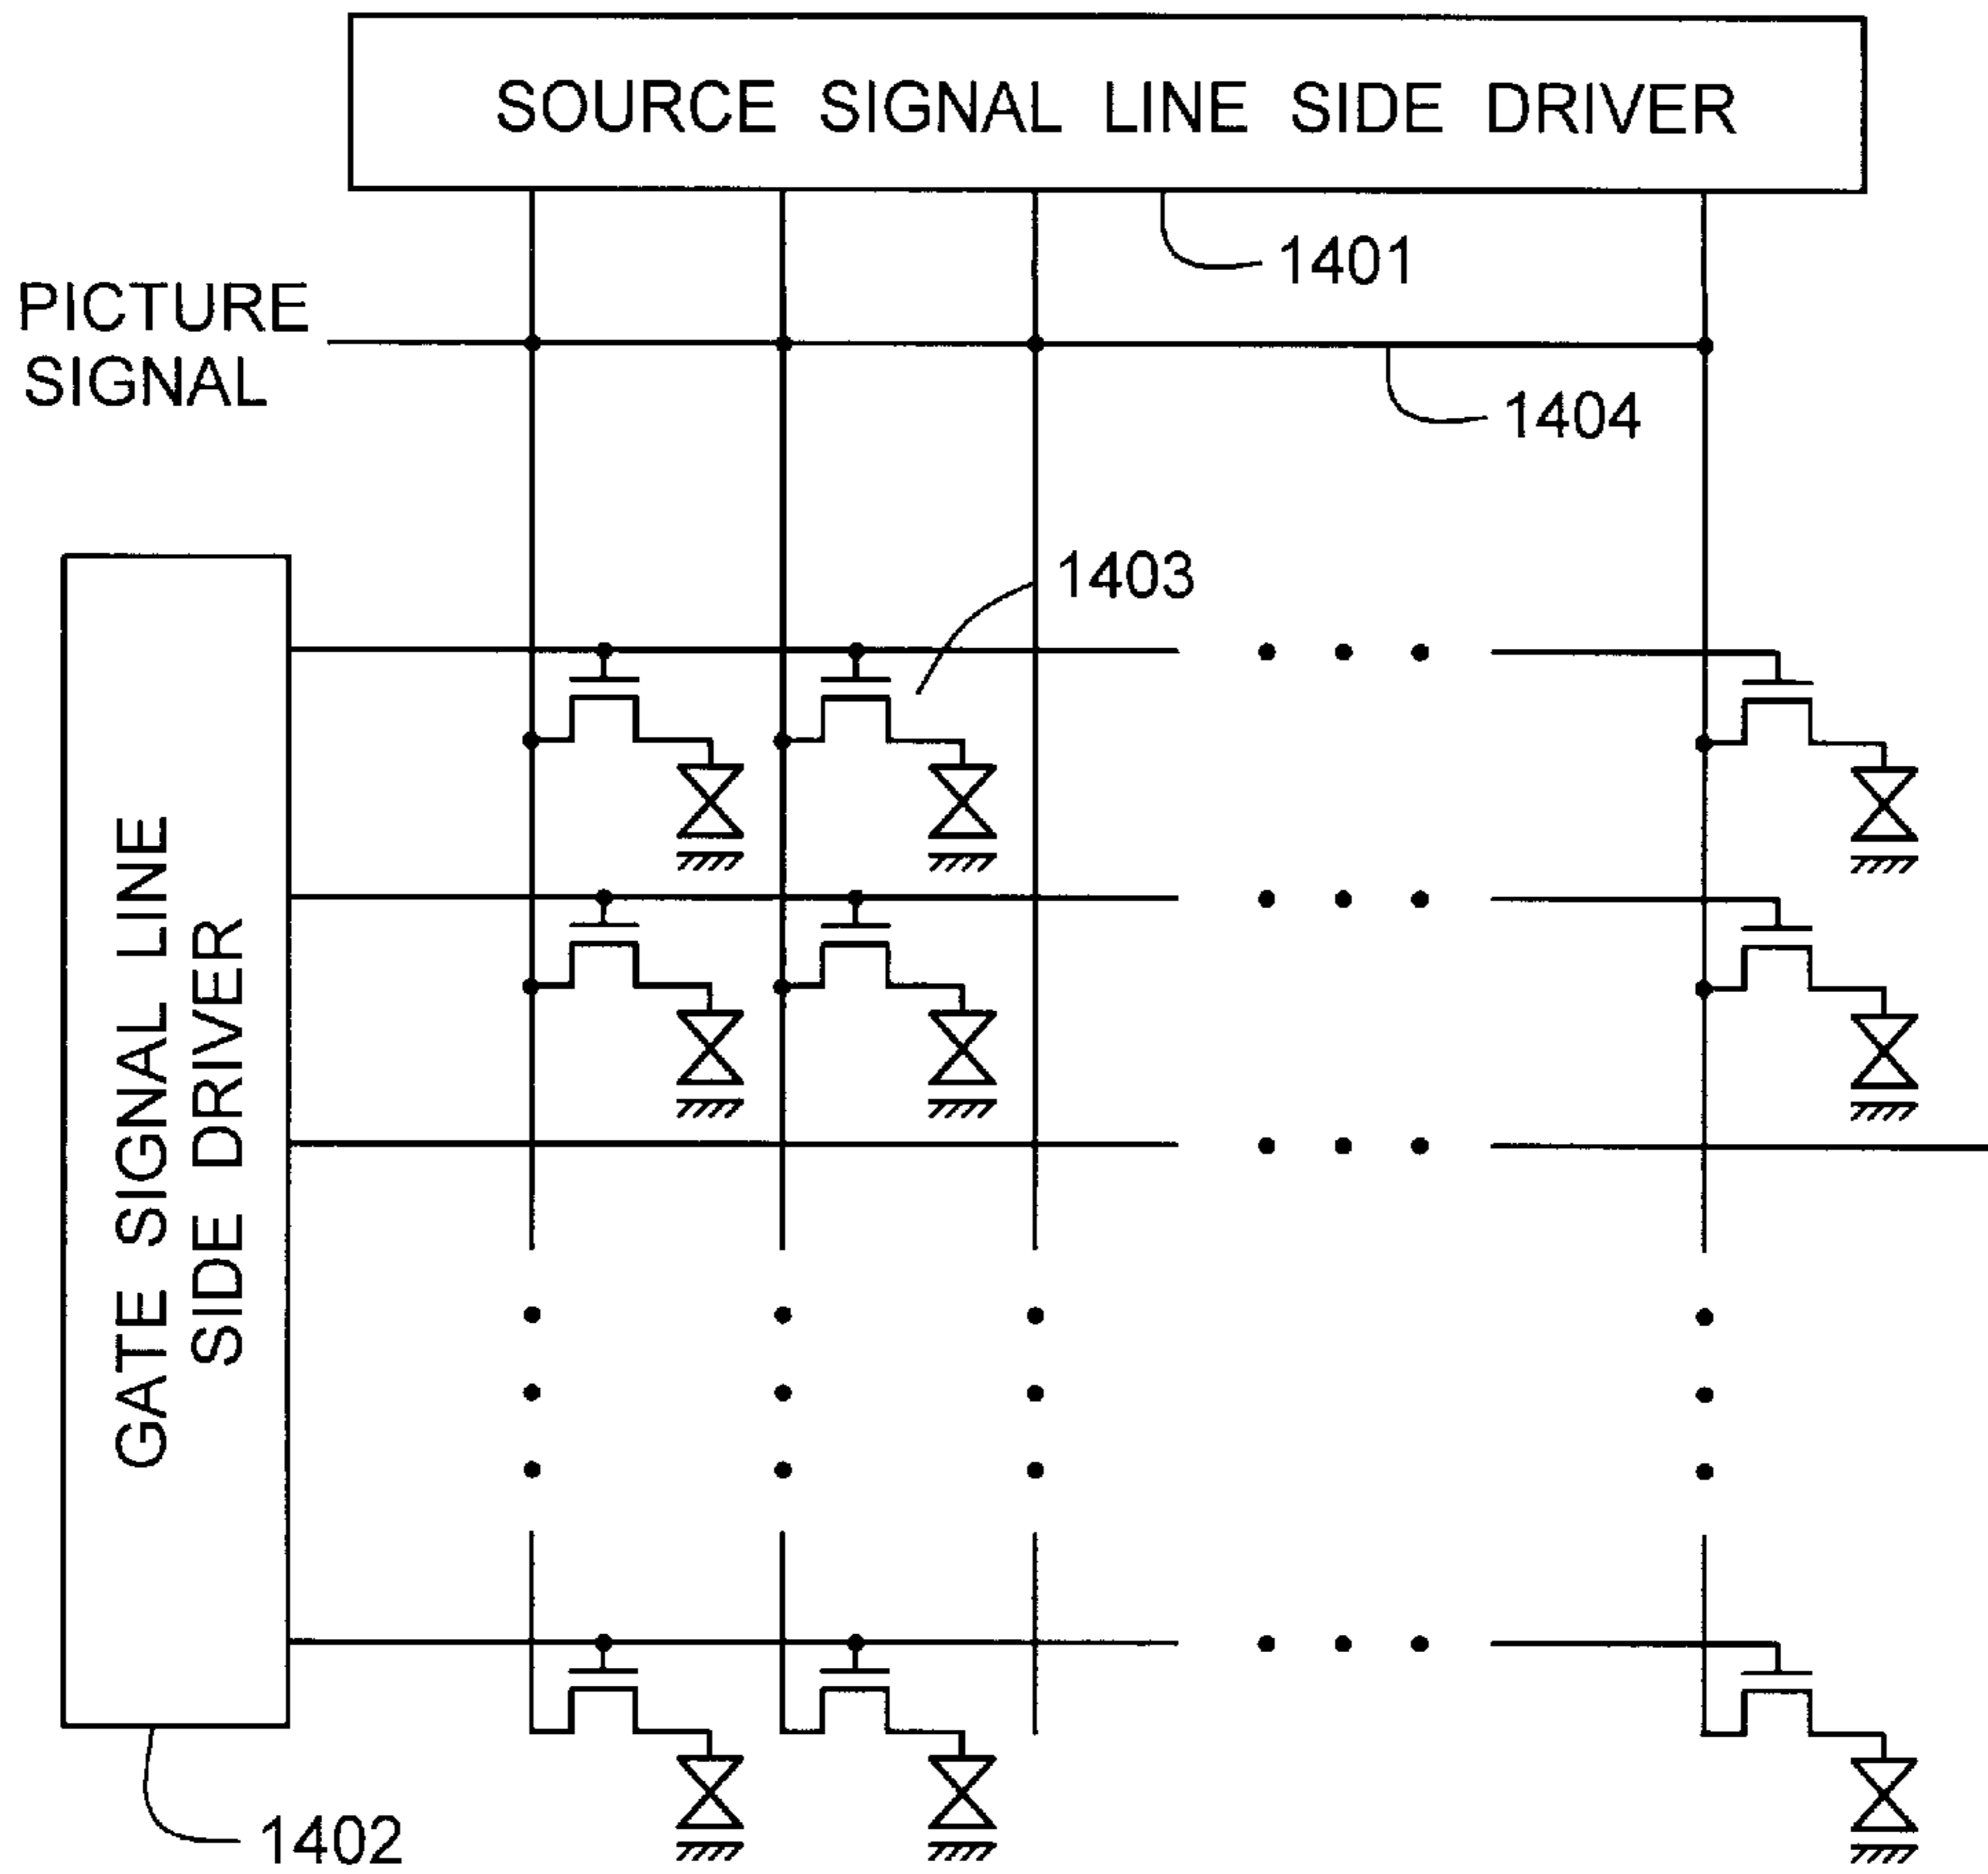 SOURCE SIGNAL LINE SIDE DRIVER
1401
PICTURE
SIGNAL
1404
1403
GATE SIGNAL LINE
SIDE DRIVER
1402